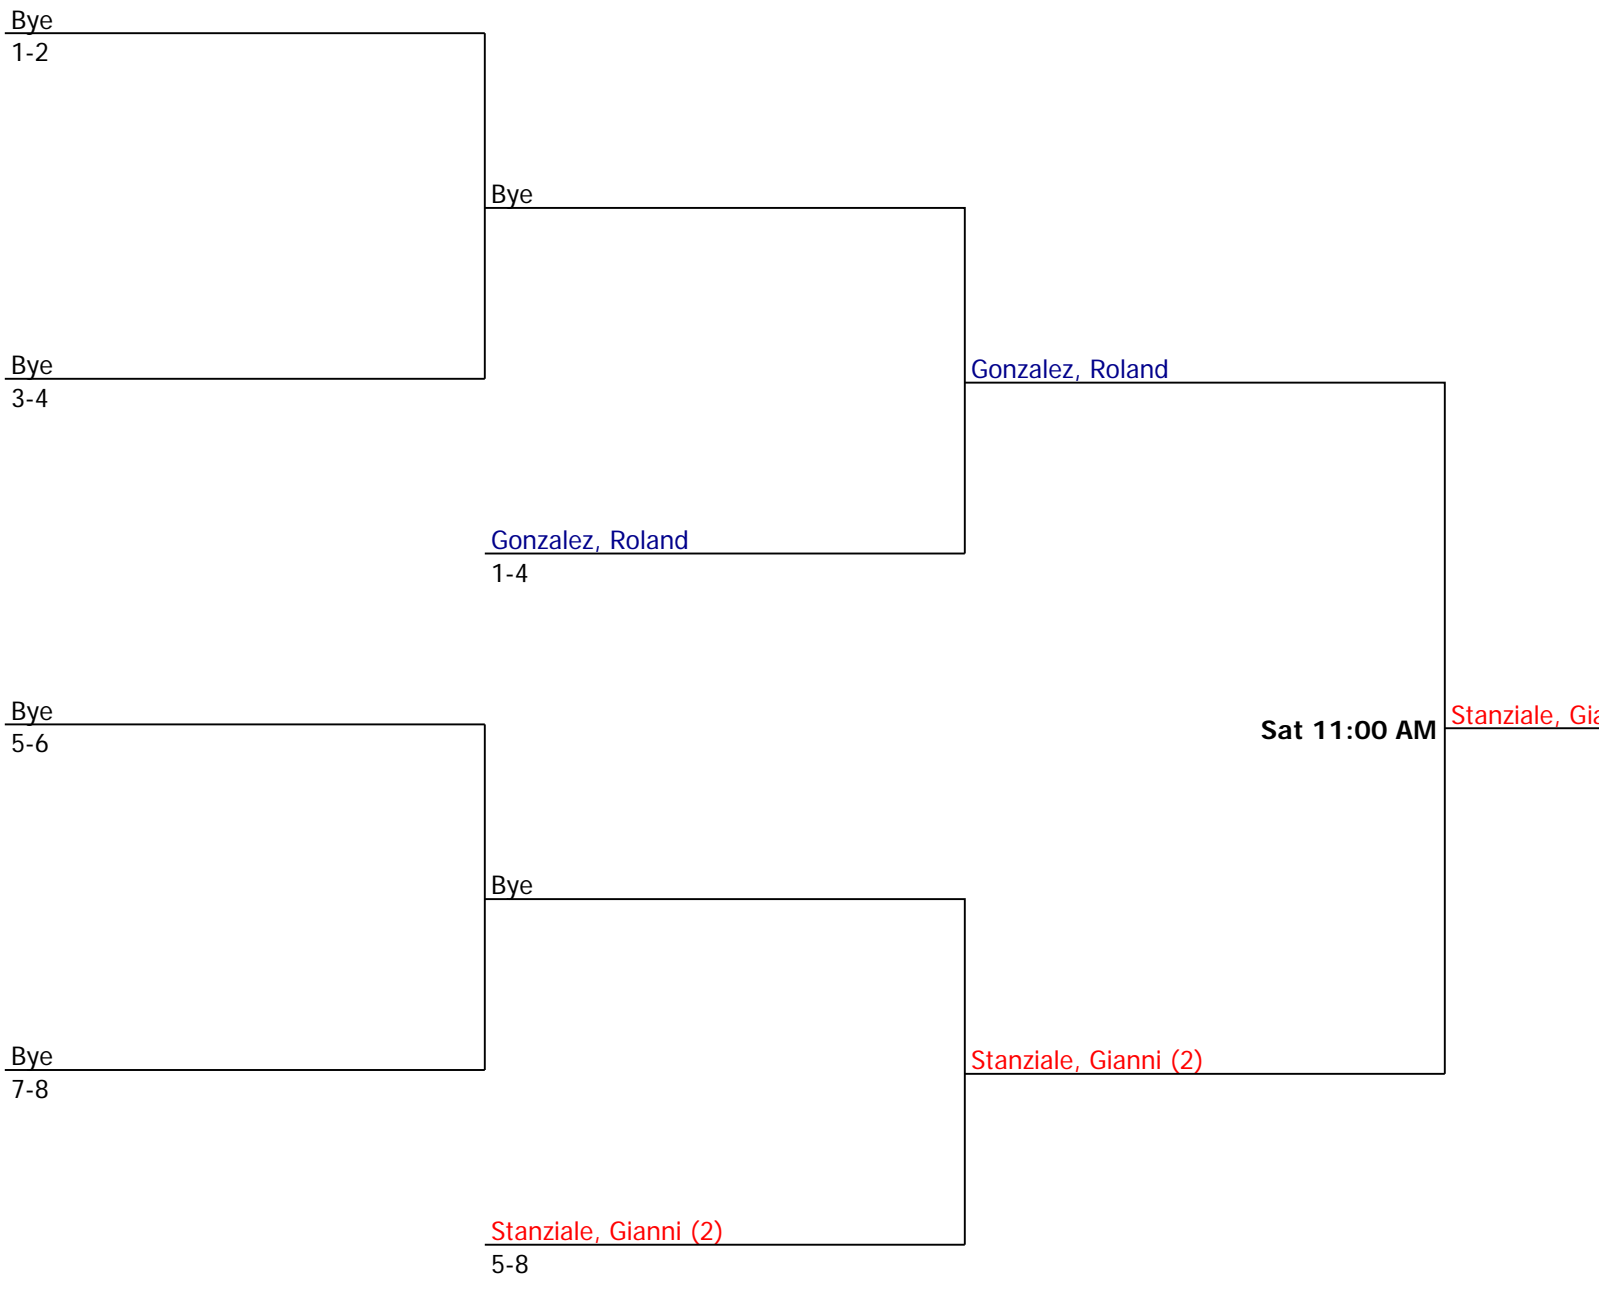 Bye
1-2
Bye
Bye
3-4
Gonzalez, Roland
Gonzalez, Roland
1-4
Bye
5-6
Sat 11:00 AM
Stanziale,
Bye
Bye
7-8
Stanziale, Gianni (2)
Stanziale, Gianni (2)
5-8